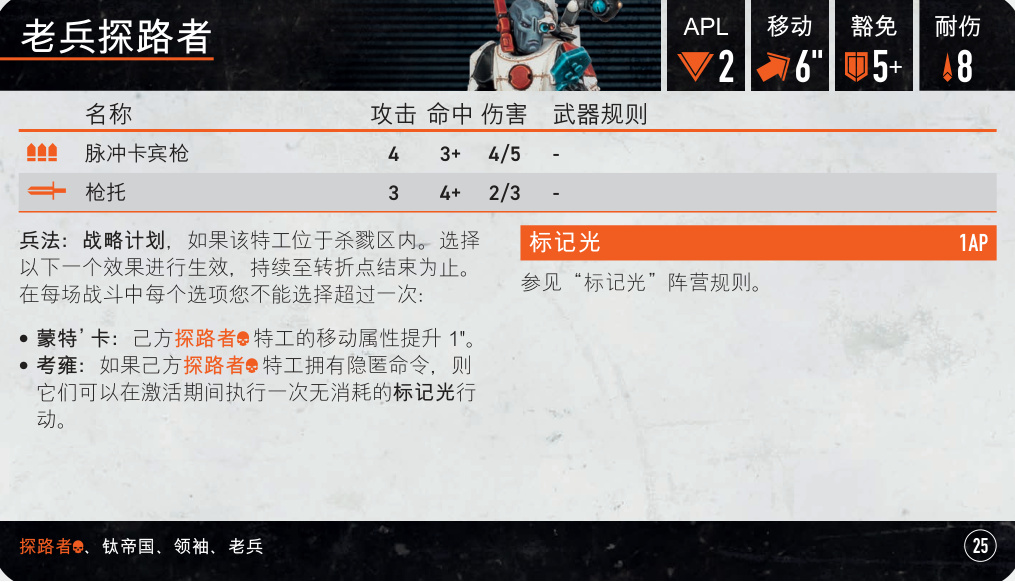 老兵探路者
APL 移动 豁免 耐伤
2 6" 5+ 8
名称 攻击 命中 伤害 武器规则
脉冲卡宾枪 4 3+ 4/5 -
枪托 3 4+ 2/3 -
兵法：战略计划，如果该特工位于杀戮区内。选择
以下一个效果进行生效，持续至转折点结束为止。
在每场战斗中每个选项您不能选择超过一次：
• 蒙特’卡：己方探路者特工的移动属性提升 1"。
• 考雍：如果己方探路者特工拥有隐匿命令，则
它们可以在激活期间执行一次无消耗的标记光行
动。
标记光 1AP
参见“标记光”阵营规则。
探路者、钛帝国、领袖、老兵
25